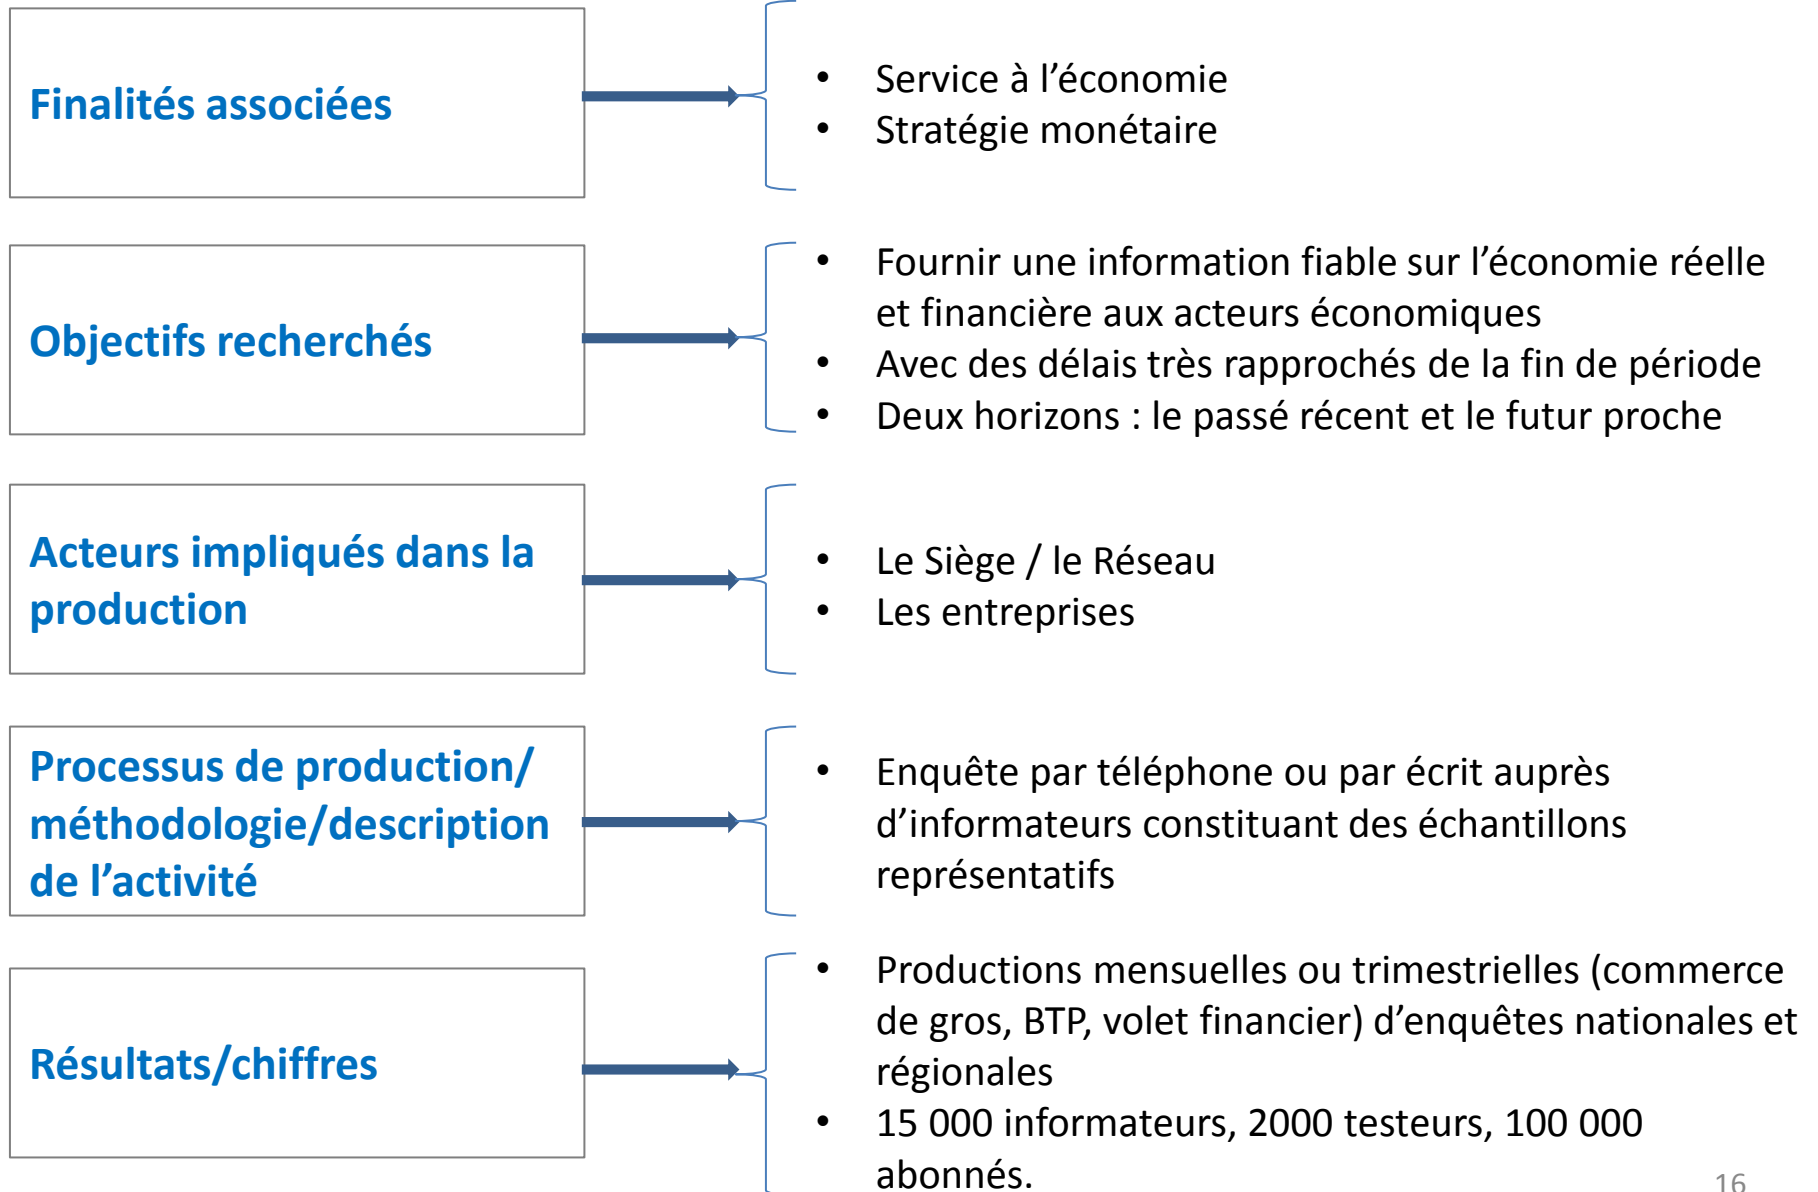 Finalités associées
• Service à l’économie
• Stratégie monétaire
Objectifs recherchés
• Fournir une information fiable sur l’économie réelle
et financière aux acteurs économiques
• Avec des délais très rapprochés de la fin de période
• Deux horizons : le passé récent et le futur proche
Acteurs impliqués dans la
production
• Le Siège / le Réseau
• Les entreprises
Processus de production/
méthodologie/description
de l’activité
• Enquête par téléphone ou par écrit auprès
d’informateurs constituant des échantillons
représentatifs
Résultats/chiffres
• Productions mensuelles ou trimestrielles (commerce
de gros, BTP, volet financier) d’enquêtes nationales et
régionales
• 15 000 informateurs, 2000 testeurs, 100 000
abonnés.
16